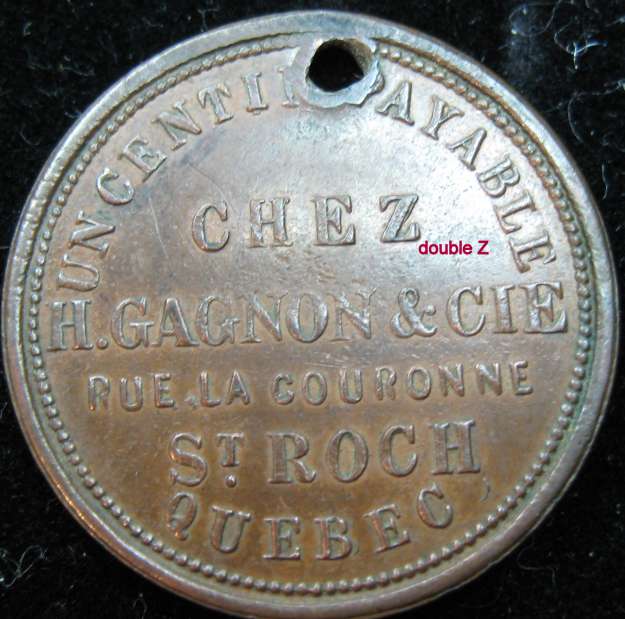 UN CENTIN PAYABLE
CHEZ
double Z
H. GAGNON & CIE
RUE LA COURONNE
ST. ROCH
QUEBEC